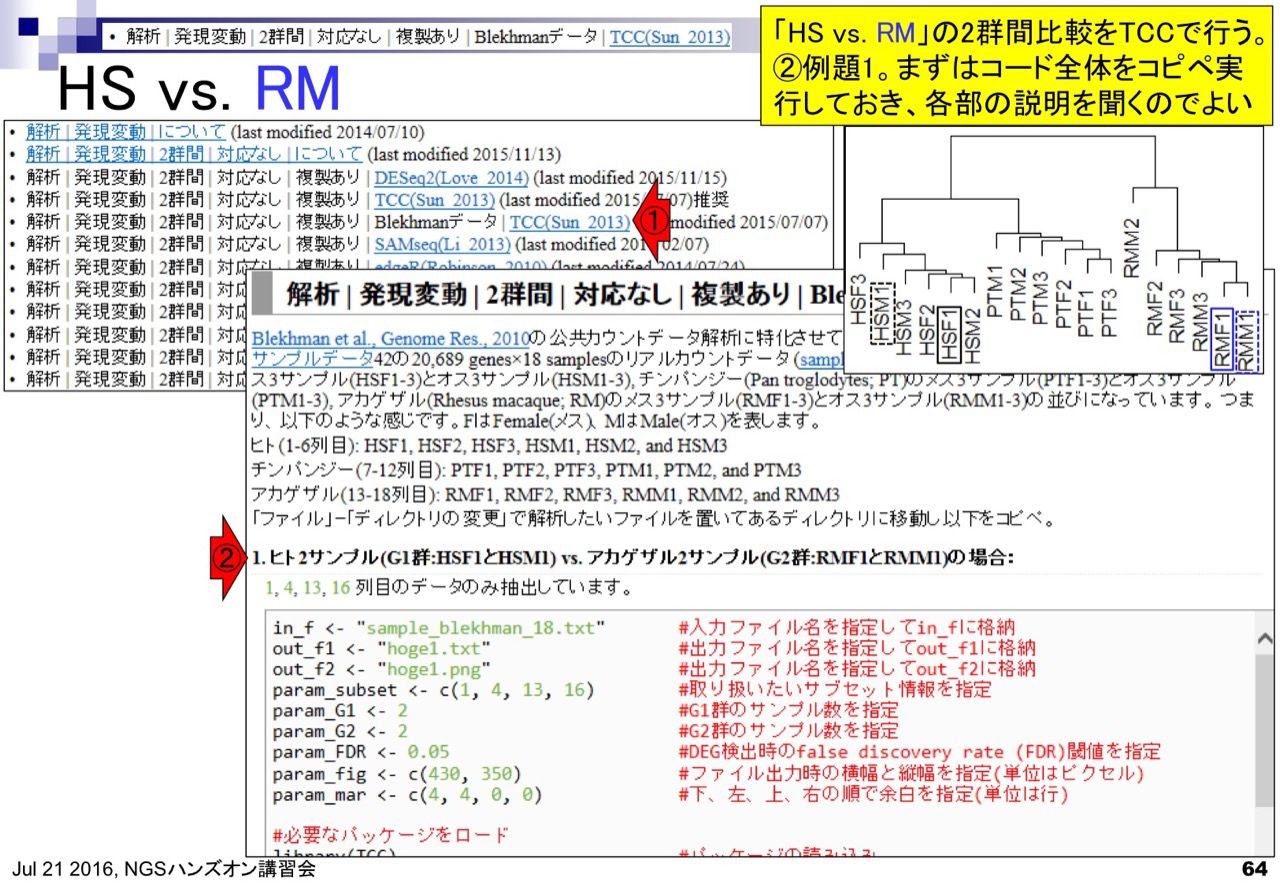 • 解析 | 発現変動 | 2群間 | 対応なし | 複製あり | Blekhmanデータ | TCC(Sun_2013)
HS vs. RM
「HS vs. RM」の2群間比較をTCCで行う。
②例題1。まずはコード全体をコピペ実
行しておき、各部の説明を聞くのでよい
• 解析 | 発現変動 | について (last modified 2014/07/10)
• 解析 | 発現変動 | 2群間 | 対応なし | について (last modified 2015/11/13)
• 解析 | 発現変動 | 2群間 | 対応なし | 複製あり | DESeq2(Love_2014) (last modified 2015/11/15)
• 解析 | 発現変動 | 2群間 | 対応なし | 複製あり | TCC(Sun_2013) (last modified 2015/07/07)推奨
• 解析 | 発現変動 | 2群間 | 対応なし | 複製あり | Blekhmanデータ | TCC(Sun_2013) ① modified 2015/07/07)
• 解析 | 発現変動 | 2群間 | 対応なし | 複製あり | SAMseq(Li_2013) (last modified 201 02/07)
• 解析 | 発現変動 | 2群間 | 対応なし | 複製あり | edgeR(Robinson_2010) (last modified 2014/07/24)
• 解析 | 発現変動 | 2群間 | 対応
• 解析 | 発現変動 | 2群間 | 対応
• 解析 | 発現変動 | 2群間 | 対応
• 解析 | 発現変動 | 2群間 | 対応
• 解析 | 発現変動 | 2群間 | 対応
HSF3
HSM1
HSM3
HSF2
HSF1
HSM2
PTM1
PTM2
PTM3
PTF2
PTF1
PTF3
RMM2
RMF2
RMF3
RMM3
RMF1
RMM1
解析 | 発現変動 | 2群間 | 対応なし | 複製あり | Ble
Blekhman et al., Genome Res., 2010の公共カウントデータ解析に特化させて
サンプルデータ42の20,689 genes×18 samplesのリアルカウントデータ(sampl
ス3サンプル(HSF1-3)とオス3サンプル(HSM1-3), チンパンジー(Pan troglodytes; PT)のメス3サンプル(PTF1-3)とオス3サンプル
(PTM1-3), アカゲザル(Rhesus macaque; RM)のメス3サンプル(RMF1-3)とオス3サンプル(RMM1-3)の並びになっています。つま
り、以下のような感じです。FはFemale(メス)、MはMale(オス)を表します。
ヒト(1-6列目): HSF1, HSF2, HSF3, HSM1, HSM2, and HSM3
チンパンジー(7-12列目): PTF1, PTF2, PTF3, PTM1, PTM2, and PTM3
アカゲザル(13-18列目): RMF1, RMF2, RMF3, RMM1, RMM2, and RMM3
「ファイル」−「ディレクトリの変更」で解析したいファイルを置いてあるディレクトリに移動し以下をコピペ。
② 1. ヒト2サンプル(G1群:HSF1とHSM1) vs. アカゲザル2サンプル(G2群:RMF1とRMM1)の場合:
1, 4, 13, 16 列目のデータのみ抽出しています。
in_f <- "sample_blekhman_18.txt" #入力ファイル名を指定してin_fに格納
out_f1 <- "hoge1.txt" #出力ファイル名を指定してout_f1に格納
out_f2 <- "hoge1.png" #出力ファイル名を指定してout_f2に格納
param_subset <- c(1, 4, 13, 16) #取り扱いたいサブセット情報を指定
param_G1 <- 2 #G1群のサンプル数を指定
param_G2 <- 2 #G2群のサンプル数を指定
param_FDR <- 0.05 #DEG検出時のfalse discovery rate (FDR)閾値を指定
param_fig <- c(430, 350) #ファイル出力時の横幅と縦幅を指定(単位はピクセル)
param_mar <- c(4, 4, 0, 0) #下、左、上、右の順で余白を指定(単位は行)
#必要なパッケージをロード
library(TCC) #パッケージの読み込み
Jul 21 2016, NGSハンズオン講習会
64